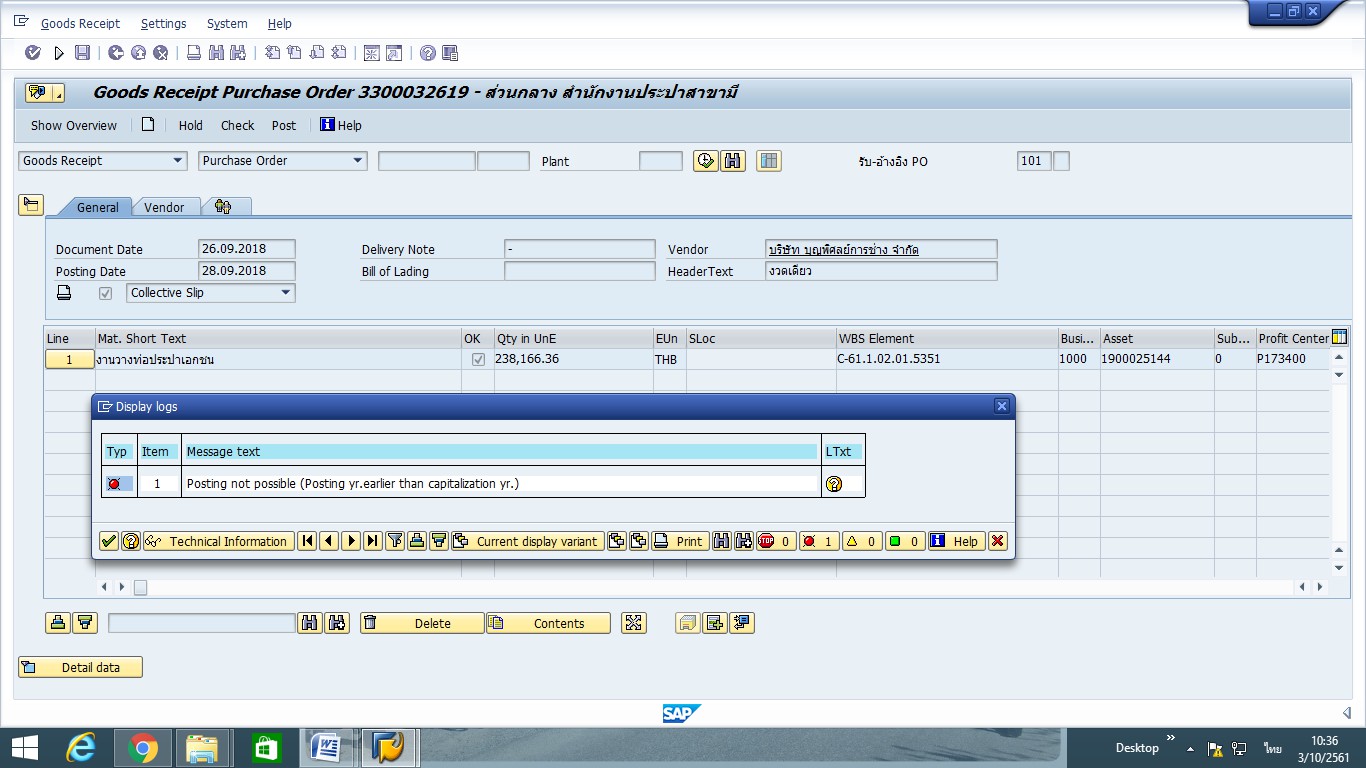 Goods Receipt Settings System Help
Goods Receipt Purchase Order 3300032619 - ส่วนกลาง สำนักงานประปาสาขามี
Show Overview Hold Check Post Help
Goods Receipt Purchase Order Plant รับ-อ้างอิง PO 101
General Vendor
Document Date 26.09.2018 Delivery Note - Vendor บริษัท บุญพิศลย์การช่าง จำกัด
Posting Date 28.09.2018 Bill of Lading HeaderText งวดเดียว
Collective Slip
Line Mat. Short Text OK Qty in UnE EUn SLoc WBS Element Busi... Asset Sub... Profit Center
1 งานวางท่อประปาเอกชน 238,166.36 THB C-61.1.02.01.5351 1000 1900025144 0 P173400
Display logs
Typ Item Message text LTxt
1 Posting not possible (Posting yr.earlier than capitalization yr.)
Technical Information Current display variant Print STOP 0 1 0 0 Help
Delete Contents
Detail data
SAP
Desktop ไทย 10:36
3/10/2561